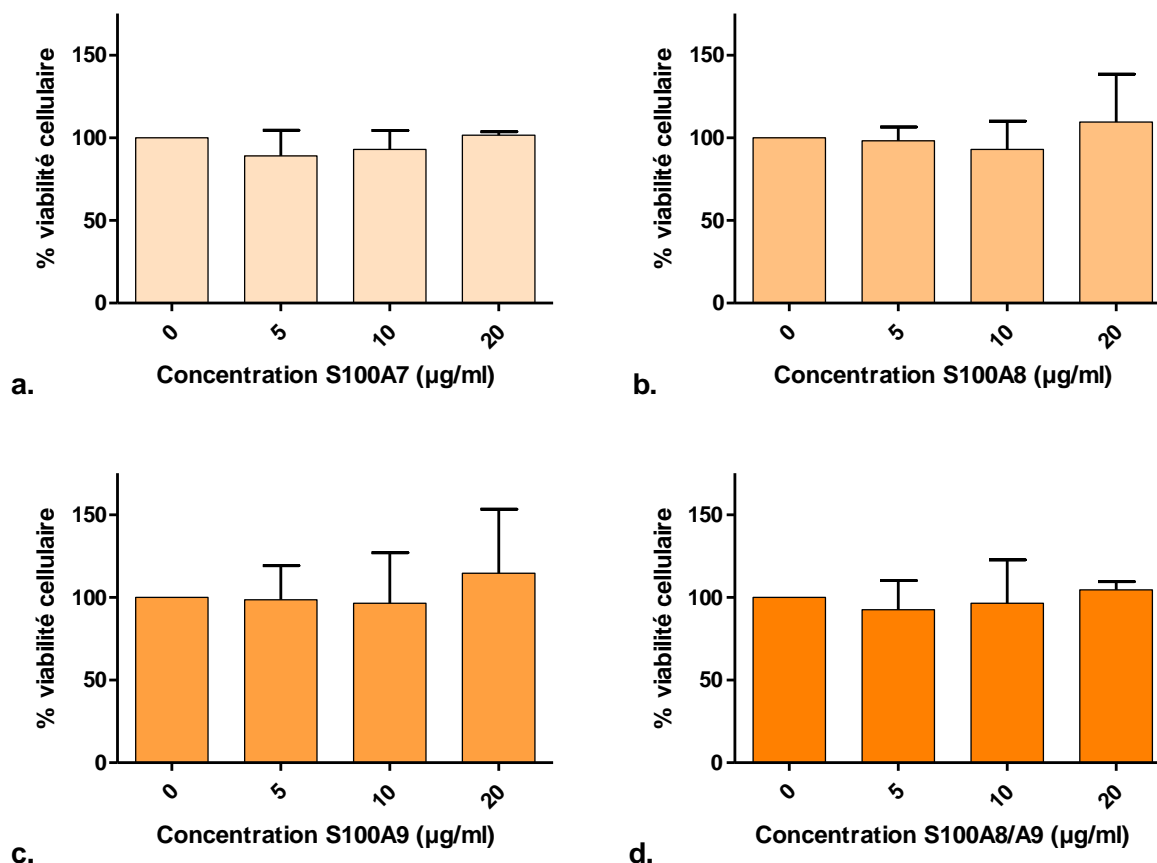 % viabilité cellulaire
150
100
50
0
0
5
10
20
Concentration S100A7 (µg/ml)
a.
% viabilité cellulaire
150
100
50
0
0
5
10
20
Concentration S100A8 (µg/ml)
b.
% viabilité cellulaire
150
100
50
0
0
5
10
20
Concentration S100A9 (µg/ml)
c.
% viabilité cellulaire
150
100
50
0
0
5
10
20
Concentration S100A8/A9 (µg/ml)
d.